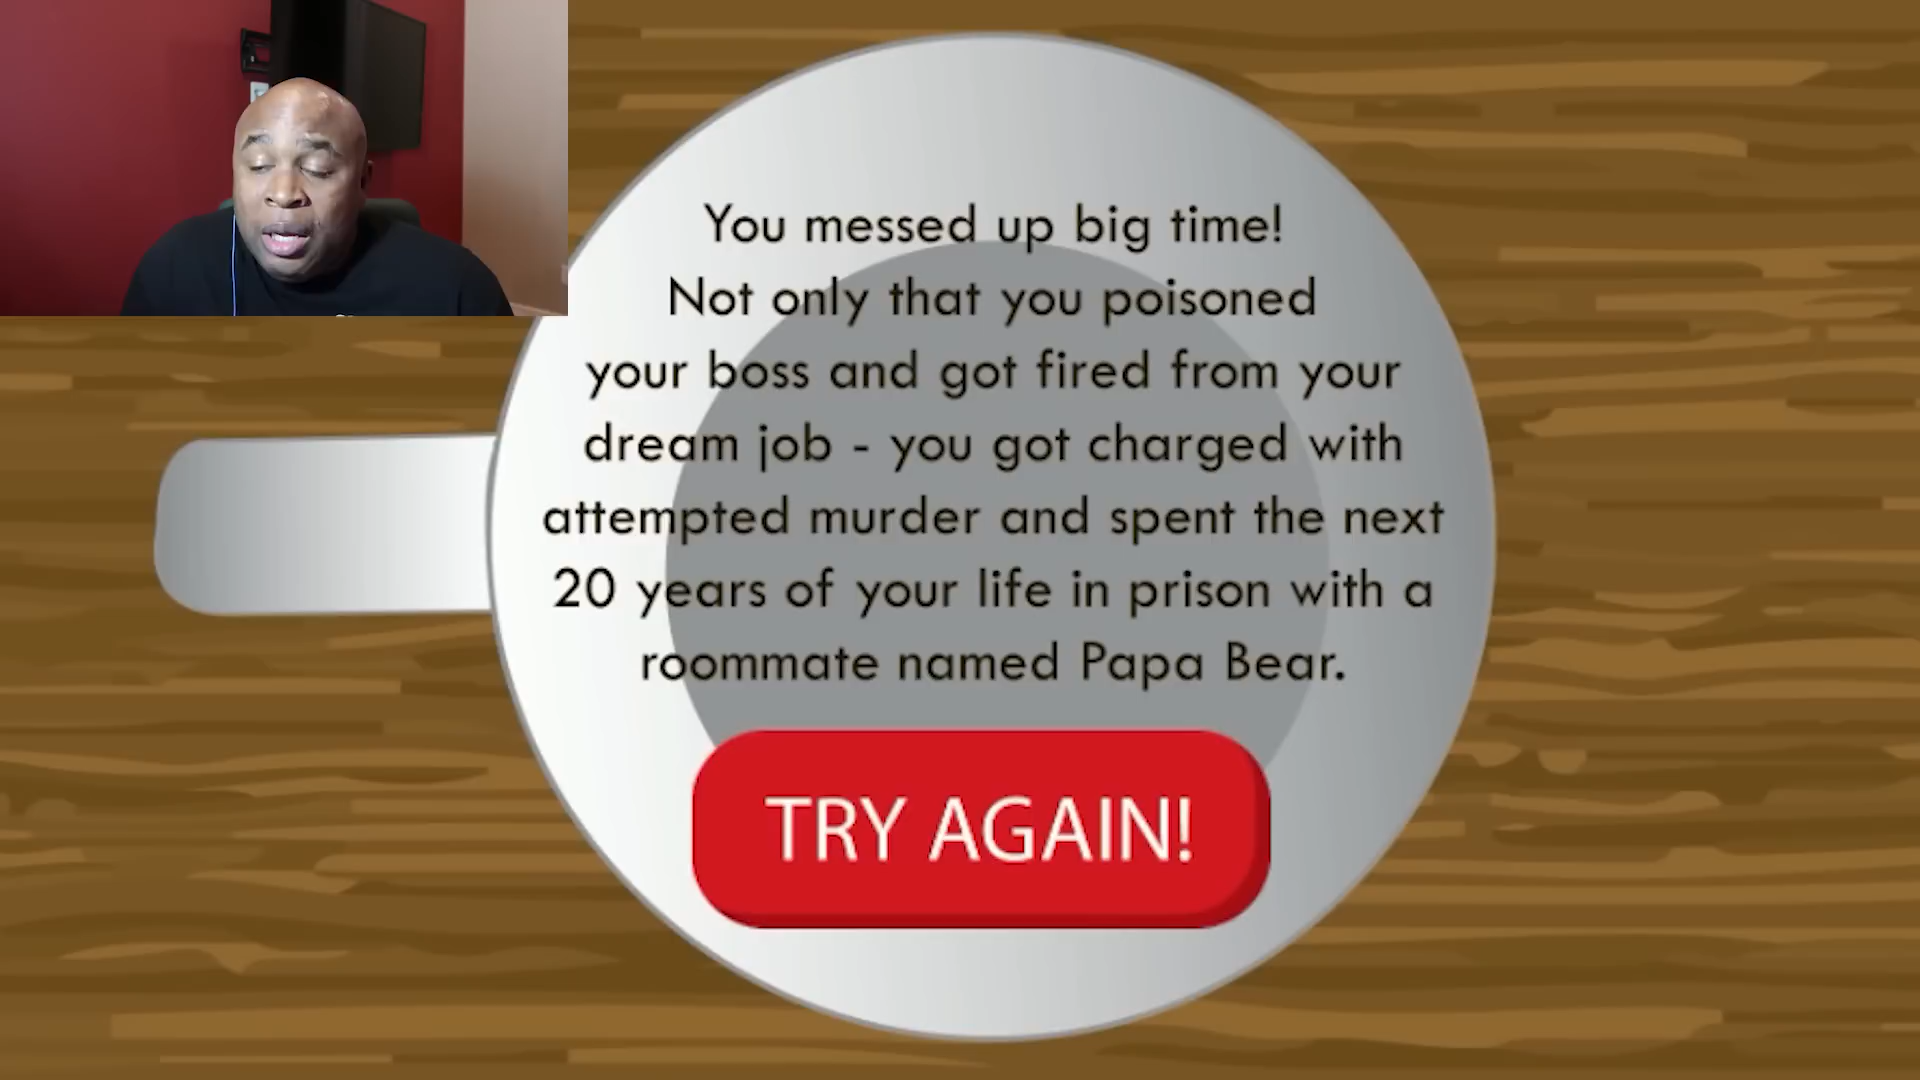 You messed up big time!
Not only that you poisoned
your boss and got fired from your
dream job - you got charged with
attempted murder and spent the next
20 years of your life in prison with a
roommate named Papa Bear.
TRY AGAIN!